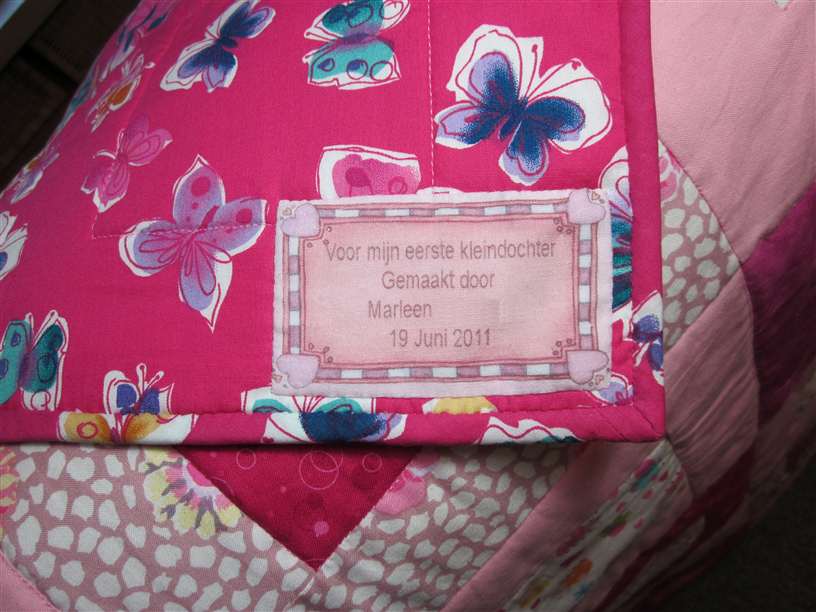 Voor mijn eerste kleindochter
Gemaakt door
Marleen
19 Juni 2011